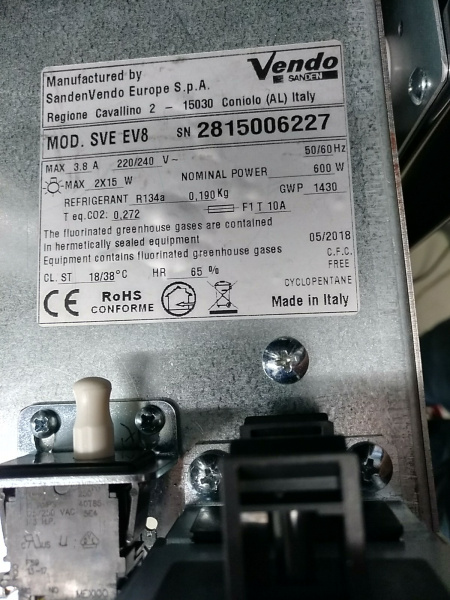 Manufactured by
SandenVendo Europe S.p.A.
Vendo
SANDEN
Regione Cavallino 2 - 15030 Coniolo (AL) Italy
MOD. SVE EV8 SN 2815006227
MAX 3.8 A 220/240 V~ 50/60Hz
MAX 2X15 W NOMINAL POWER 600 W
REFRIGERANT R134a 0,190Kg GWP 1430
T eq.CO2: 0,272 F1 T 10A
The fluorinated greenhouse gases are contained
in hermetically sealed equipment 05/2018
Equipment contains fluorinated greenhouse gases C.F.C.
FREE
CL. ST 18/38°C HR 65 %
CYCLOPENTANE
CE RoHS
CONFORME
Made in Italy